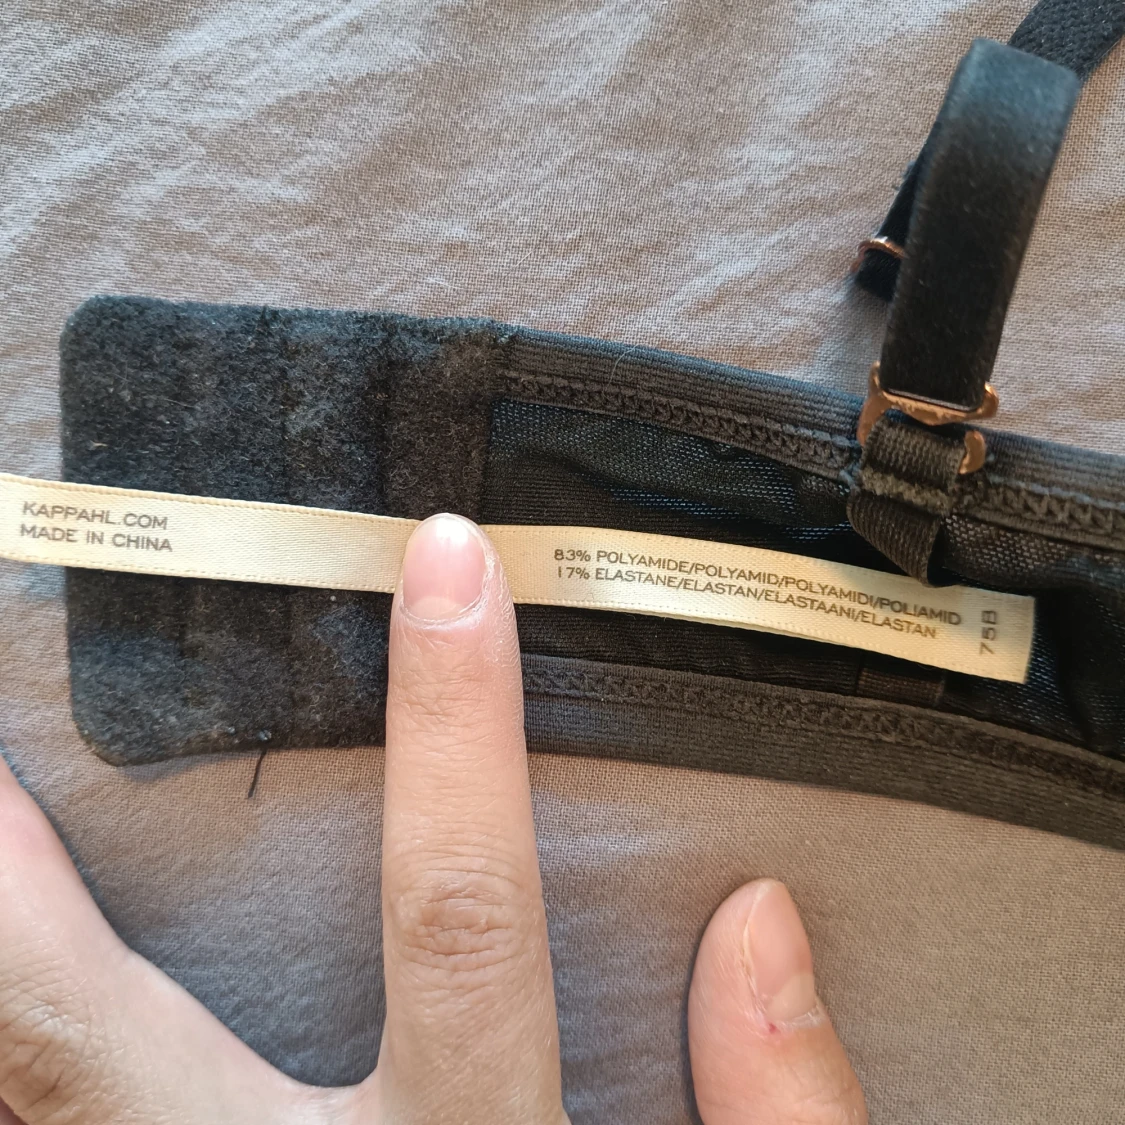 KAPPAHL.COM
MADE IN CHINA
83% POLYAMIDE/POLYAMID/POLYAMIDI/POLIAMID
17% ELASTANE/ELASTAN/ELASTAANI/ELASTAN
75B